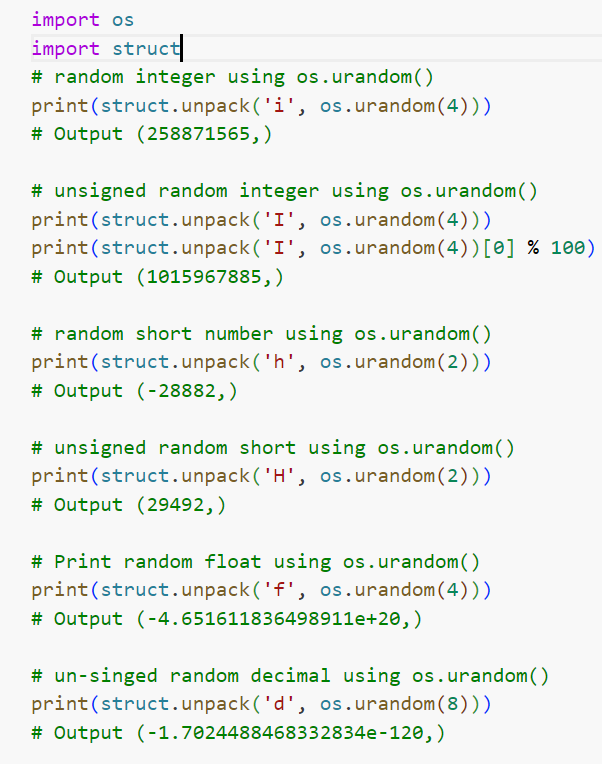 import os
import struct
# random integer using os.urandom()
print(struct.unpack('i', os.urandom(4)))
# Output (258871565,)
# unsigned random integer using os.urandom()
print(struct.unpack('I', os.urandom(4)))
print(struct.unpack('I', os.urandom(4))[0] % 100)
# Output (1015967885,)
# random short number using os.urandom()
print(struct.unpack('h', os.urandom(2)))
# Output (-28882,)
# unsigned random short using os.urandom()
print(struct.unpack('H', os.urandom(2)))
# Output (29492,)
# Print random float using os.urandom()
print(struct.unpack('f', os.urandom(4)))
# Output (-4.651611836498911e+20,)
# un-singed random decimal using os.urandom()
print(struct.unpack('d', os.urandom(8)))
# Output (-1.7024488468332834e-120,)